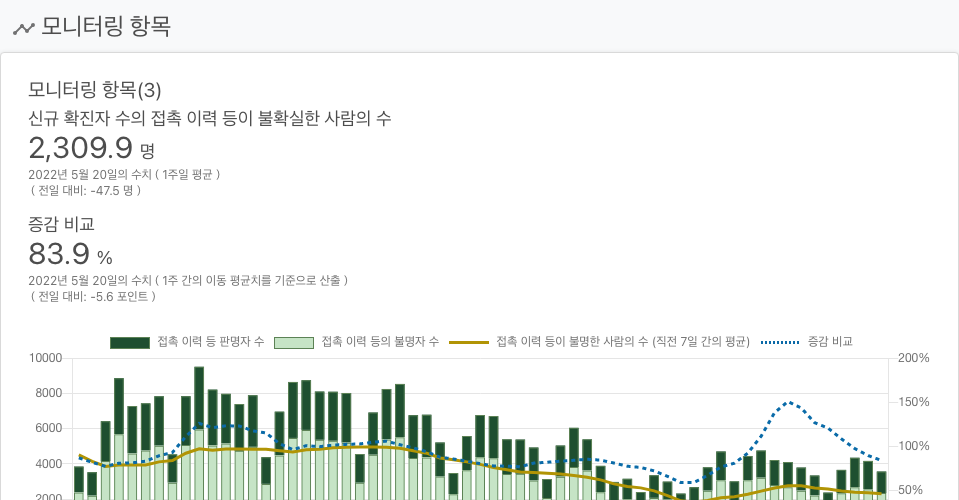 모니터링 항목
모니터링 항목(3)
신규 확진자 수의 접촉 이력 등이 불확실한 사람의 수
2,309.9 명
2022년 5월 20일의 수치 ( 1주일 평균 )
( 전일 대비: -47.5 명 )
증감 비교
83.9 %
2022년 5월 20일의 수치 ( 1주 간의 이동 평균치를 기준으로 산출 )
( 전일 대비: -5.6 포인트 )
접촉 이력 등 판명자 수 접촉 이력 등의 불명자 수 접촉 이력 등이 불명한 사람의 수 (직전 7일 간의 평균) 증감 비교
10000 200%
8000 150%
6000 100%
4000 50%
2000